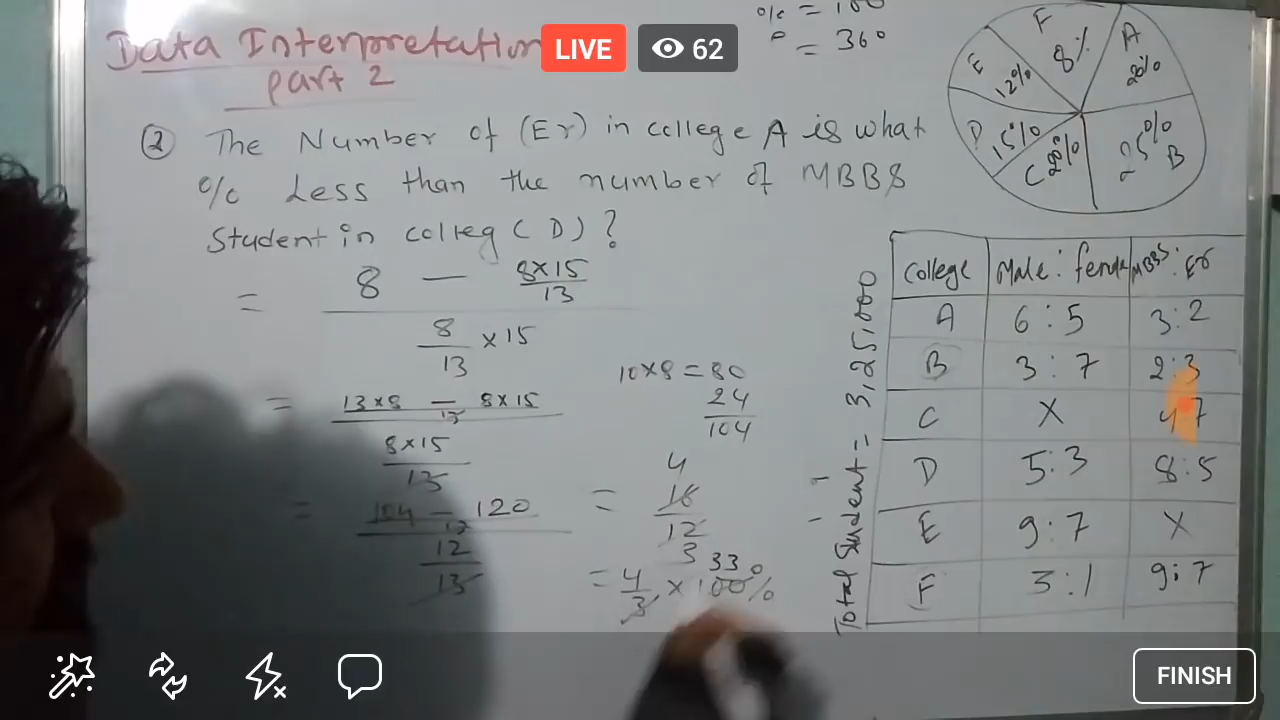 Data Interpretation
part 2
LIVE
62
% = 100
° = 360
F 8%
A 20%
E 12%
D 15%
C 20%
25% B
② The Number of (Er) in college A is what
% Less than the number of MBBS
Student in colleg (D)?
= 8 — 8×15/13
8/13 × 15
10×8 = 80
24
104
= 13×8 — 8×15
13
8×15
13
= 104 — 120
13
12
13
= 4
16
12
3
= 4/3 × 100%
33
Total Student = 3,25,000
College Male : female MBBS : Er
A 6 : 5 3 : 2
B 3 : 7 2:3
C X 4 7
D 5:3 8:5
E 9:7 X
F 3:1 9:7
FINISH